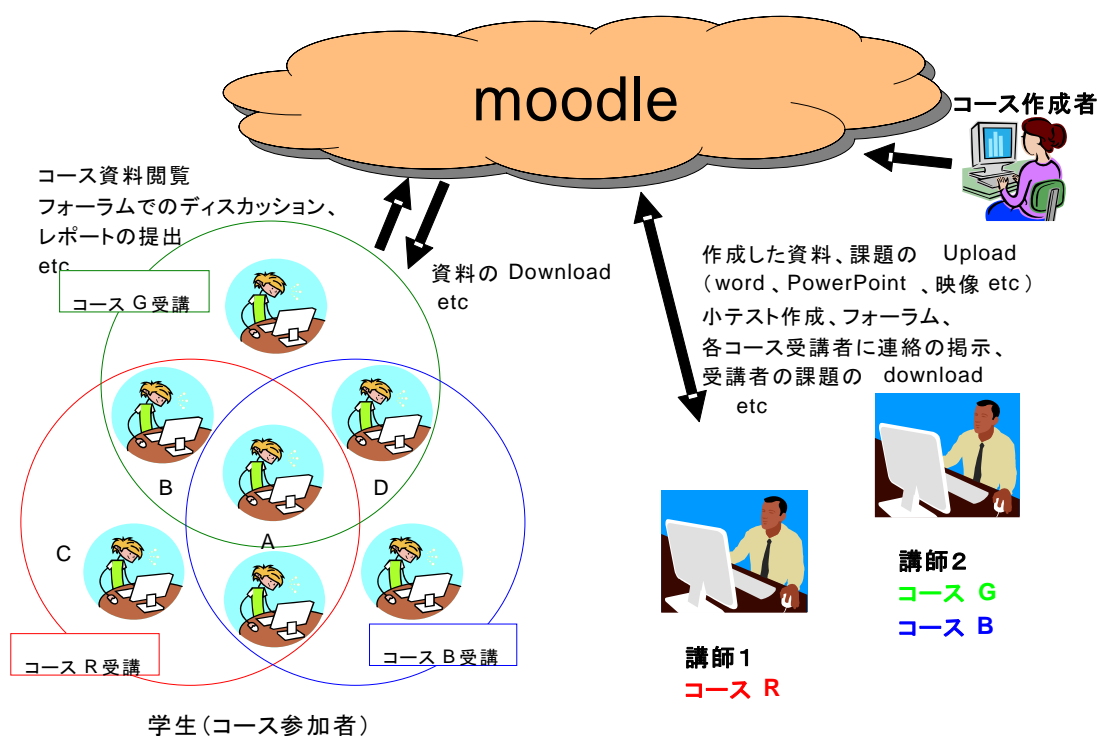 moodle
コース作成者
コース資料閲覧
フォーラムでのディスカッション、
レポートの提出
etc
資料の Download
etc
コース G受講
作成した資料、課題の Upload
(word 、PowerPoint 、映像 etc)
小テスト作成、フォーラム、
各コース受講者に連絡の掲示、
受講者の課題の download
etc
B
D
C
A
コース R受講
コース B受講
学生(コース参加者)
講師1
コース R
講師2
コース G
コース B